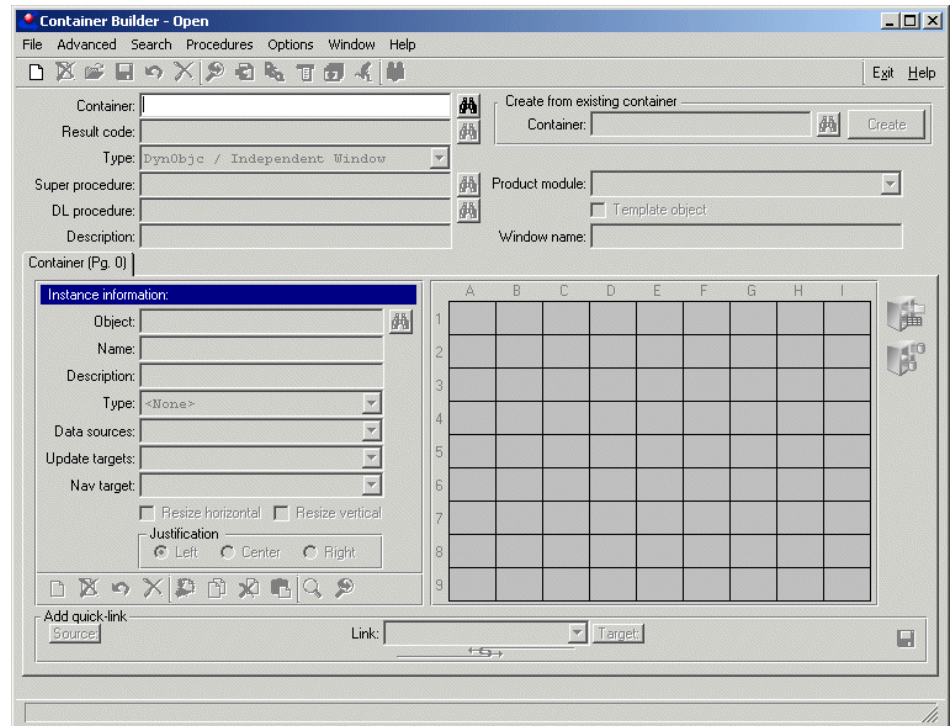 Container Builder - Open
File Advanced Search Procedures Options Window Help
Exit Help
Container:
Result code:
Type: DynObjc / Independent Window
Super procedure:
DL procedure:
Description:
Create from existing container
Container: Create
Product module:
Template object
Window name:
Container (Pg. 0)
Instance information:
Object:
Name:
Description:
Type: <None>
Data sources:
Update targets:
Nav target:
Resize horizontal Resize vertical
Justification
Left Center Right
A B C D E F G H I
1
2
3
4
5
6
7
8
9
Add quick-link
Source: Link: Target: